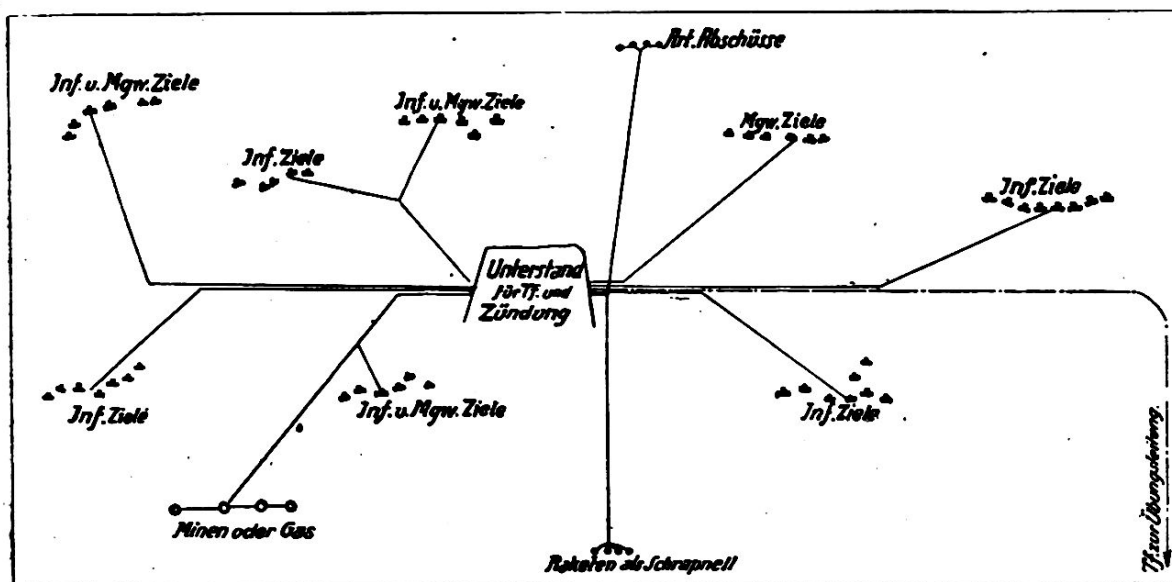 Art. Abschüsse
Inf. u. Mgw. Ziele
Inf. u. Mgw. Ziele
Mgw. Ziele
Inf. Ziele
Inf. Ziele
Unterstand
für Tf. und
Zündung
Inf. Ziele
Inf. u. Mgw. Ziele
Inf. Ziele
Minen oder Gas
Raketen als Schrapnell
Tf. zur Übungsleitung.